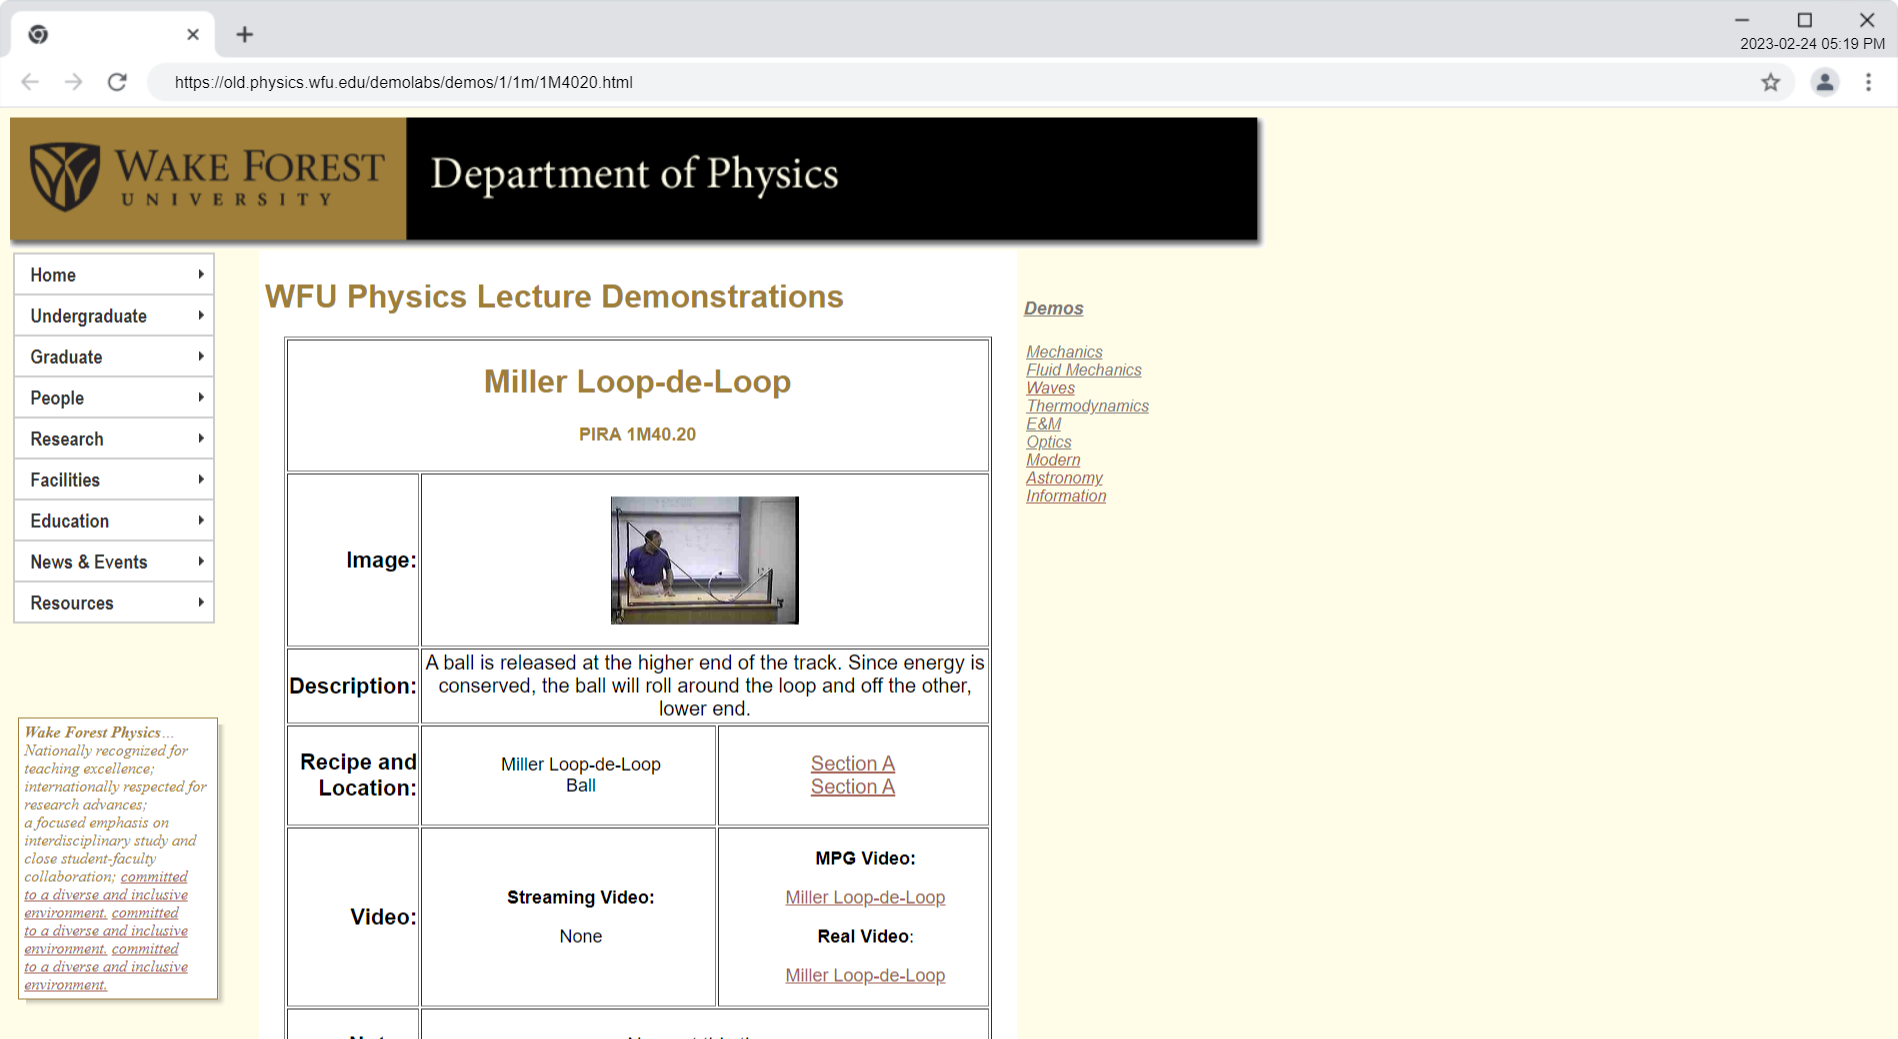 2023-02-24 05:19 PM
https://old.physics.wfu.edu/demolabs/demos/1/1m/1M4020.html
WAKE FOREST
UNIVERSITY
Department of Physics
Home
Undergraduate
Graduate
People
Research
Facilities
Education
News & Events
Resources
Wake Forest Physics...
Nationally recognized for
teaching excellence;
internationally respected for
research advances;
a focused emphasis on
interdisciplinary study and
close student-faculty
collaboration; committed
to a diverse and inclusive
environment. committed
to a diverse and inclusive
environment. committed
to a diverse and inclusive
environment.
WFU Physics Lecture Demonstrations
Miller Loop-de-Loop
PIRA 1M40.20
Image:
Description:
A ball is released at the higher end of the track. Since energy is
conserved, the ball will roll around the loop and off the other,
lower end.
Recipe and
Location:
Miller Loop-de-Loop
Ball
Section A
Section A
Video:
Streaming Video:
None
MPG Video:
Miller Loop-de-Loop
Real Video:
Miller Loop-de-Loop
Demos
Mechanics
Fluid Mechanics
Waves
Thermodynamics
E&M
Optics
Modern
Astronomy
Information